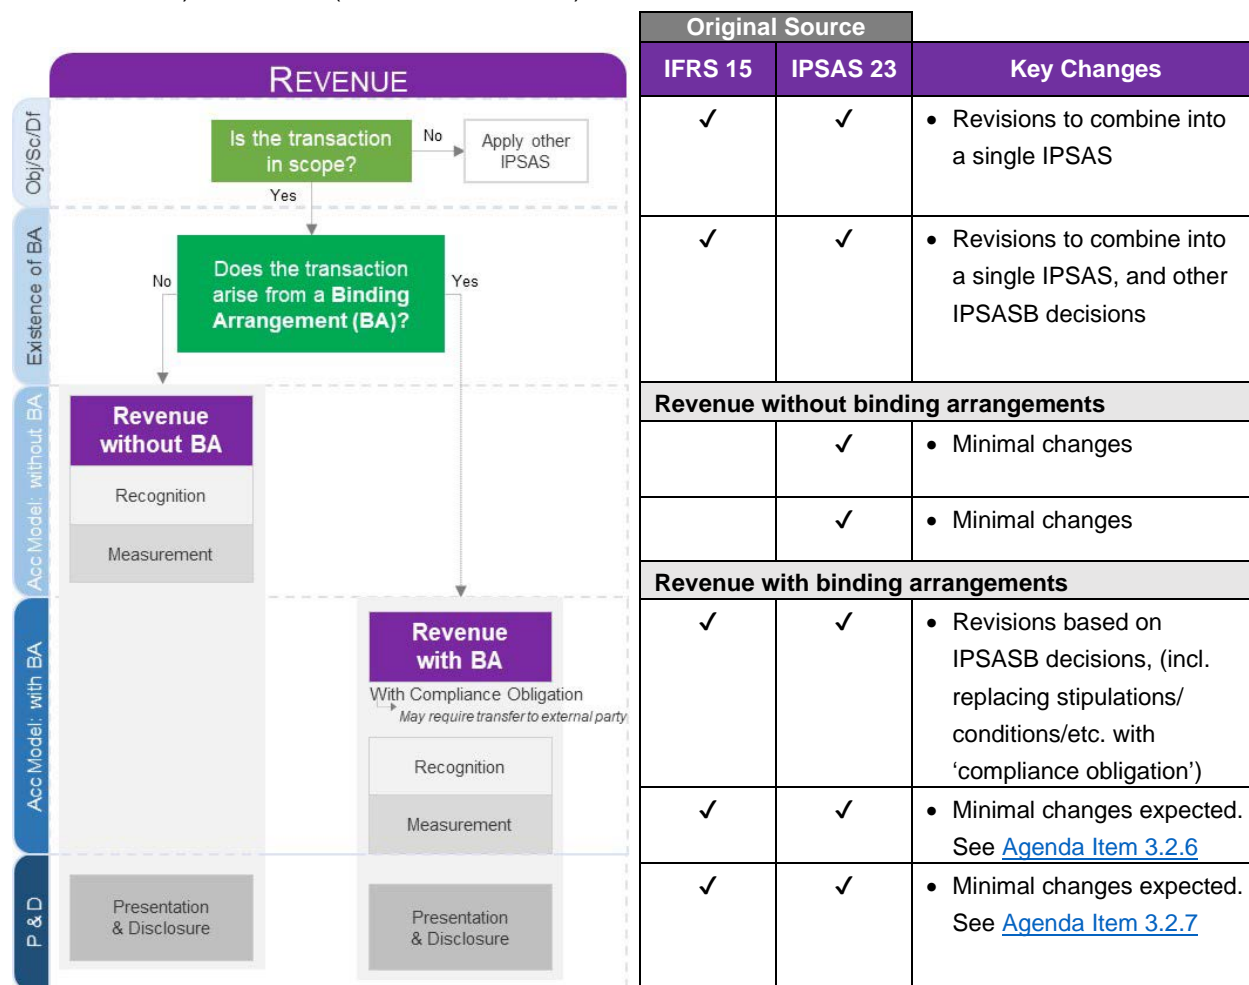 Original Source
IFRS 15 IPSAS 23 Key Changes
REVENUE
Obj/Sc/Df
Is the transaction
in scope?
No
Apply other
IPSAS
Yes
✓ ✓ • Revisions to combine into
a single IPSAS
Existence of BA
Does the transaction
arise from a Binding
Arrangement (BA)?
No
Yes
✓ ✓ • Revisions to combine into
a single IPSAS, and other
IPSASB decisions
Acc Model: without BA
Revenue
without BA
Recognition
Measurement
Revenue without binding arrangements
✓ • Minimal changes
✓ • Minimal changes
Revenue with binding arrangements
Acc Model: with BA
Revenue
with BA
With Compliance Obligation
May require transfer to external party
Recognition
Measurement
✓ ✓ • Revisions based on
IPSASB decisions, (incl.
replacing stipulations/
conditions/etc. with
‘compliance obligation’)
✓ ✓ • Minimal changes expected.
See Agenda Item 3.2.6
P & D
Presentation
& Disclosure
Presentation
& Disclosure
✓ ✓ • Minimal changes expected.
See Agenda Item 3.2.7